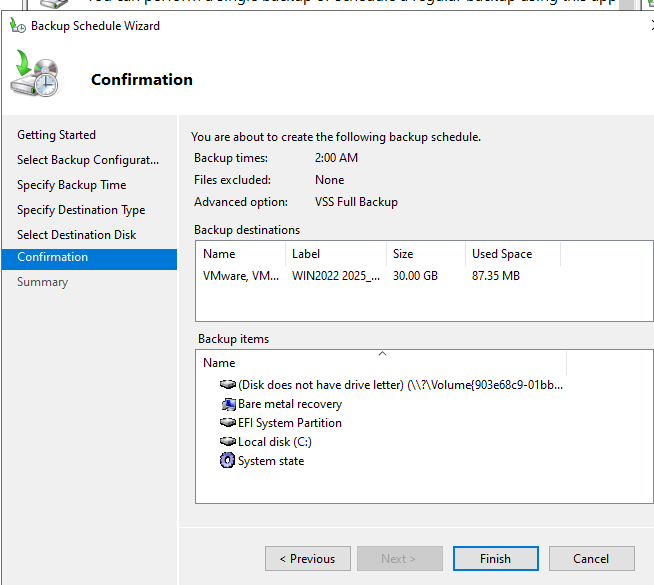 You can perform a single backup or schedule a regular backup using this app
Backup Schedule Wizard
Confirmation
Getting Started
Select Backup Configurat...
Specify Backup Time
Specify Destination Type
Select Destination Disk
Confirmation
Summary
You are about to create the following backup schedule.
Backup times: 2:00 AM
Files excluded: None
Advanced option: VSS Full Backup
Backup destinations
Name Label Size Used Space
VMware, VM... WIN2022 2025_... 30.00 GB 87.35 MB
Backup items
Name
(Disk does not have drive letter) (\\?\Volume{903e68c9-01bb...
Bare metal recovery
EFI System Partition
Local disk (C:)
System state
< Previous Next > Finish Cancel